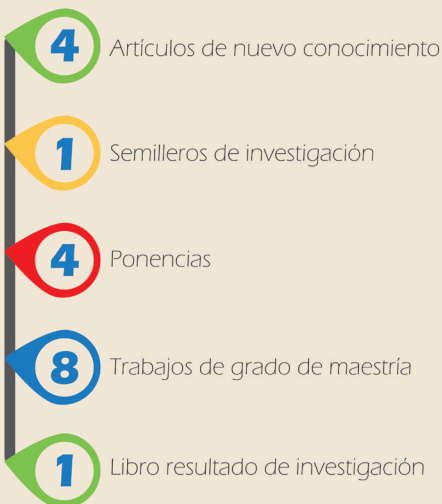 4 Artículos de nuevo conocimiento
1 Semilleros de investigación
4 Ponencias
8 Trabajos de grado de maestría
1 Libro resultado de investigación